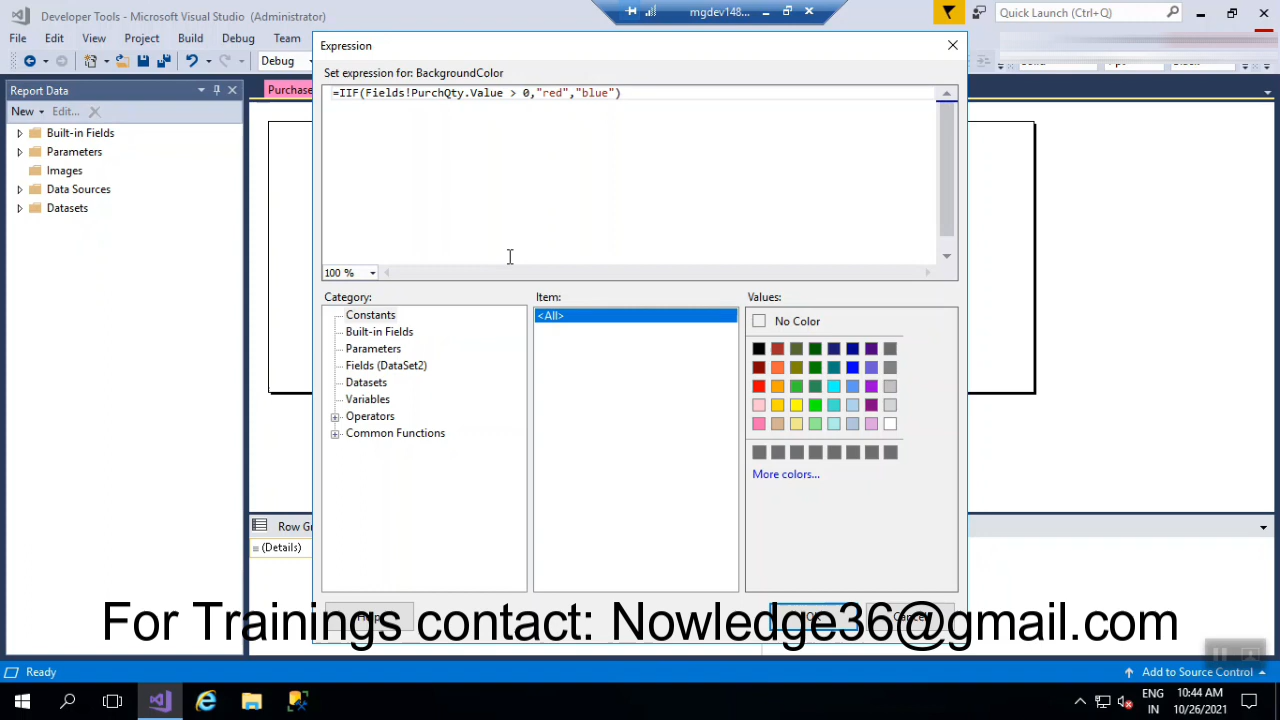 Developer Tools - Microsoft Visual Studio (Administrator)
mgdev148...
Quick Launch (Ctrl+Q)
File Edit View Project Build Debug Team
Debug
Expression
Set expression for: BackgroundColor
=IIF(Fields!PurchQty.Value > 0,"red","blue")
100 %
Report Data
New Edit...
Built-in Fields
Parameters
Images
Data Sources
Datasets
Purchase
Category:
Constants
Built-in Fields
Parameters
Fields (DataSet2)
Datasets
Variables
Operators
Common Functions
Item:
<All>
Values:
No Color
More colors...
Row Gr
(Details)
Help
OK
Cancel
For Trainings contact: Nowledge36@gmail.com
Ready
Add to Source Control
ENG
IN
10:44 AM
10/26/2021